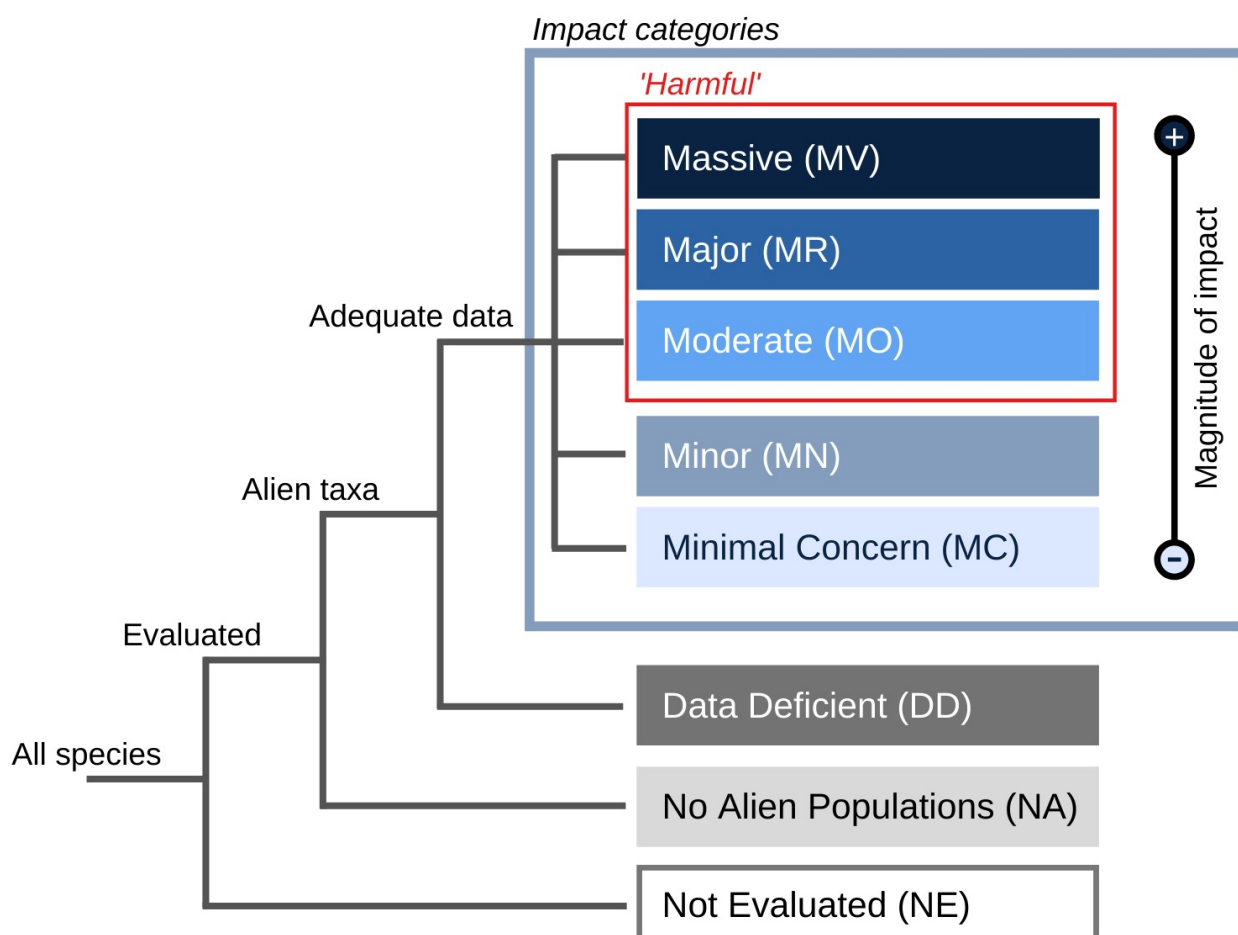 Impact categories
'Harmful'
Massive (MV)
Major (MR)
Adequate data
Moderate (MO)
Magnitude of impact
Minor (MN)
Alien taxa
Minimal Concern (MC)
Evaluated
Data Deficient (DD)
All species
No Alien Populations (NA)
Not Evaluated (NE)
+
-